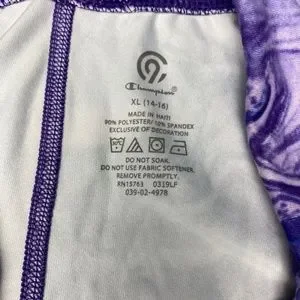 C9
Champion
XL (14-16)
MADE IN HAITI
90% POLYESTER/ 10% SPANDEX
EXCLUSIVE OF DECORATION
DO NOT SOAK.
DO NOT USE FABRIC SOFTENER.
REMOVE PROMPTLY.
RN15763 0319LF
039-02-4978